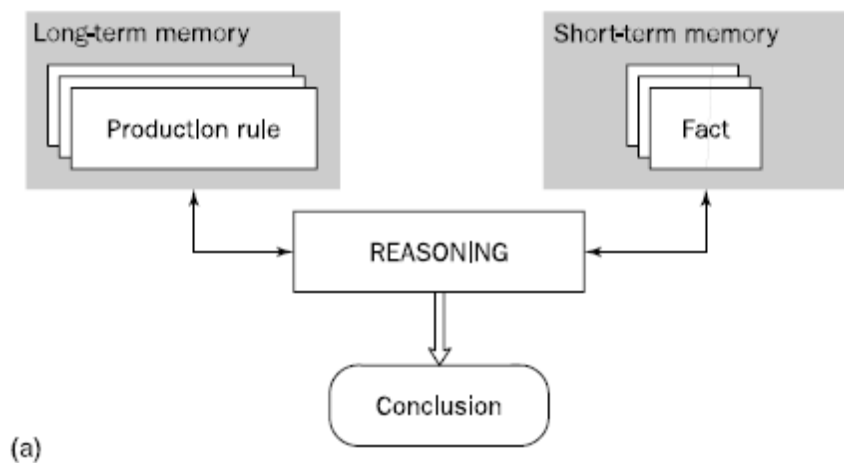 Long-term memory
Short-term memory
Production rule
Fact
REASONING
Conclusion
(a)